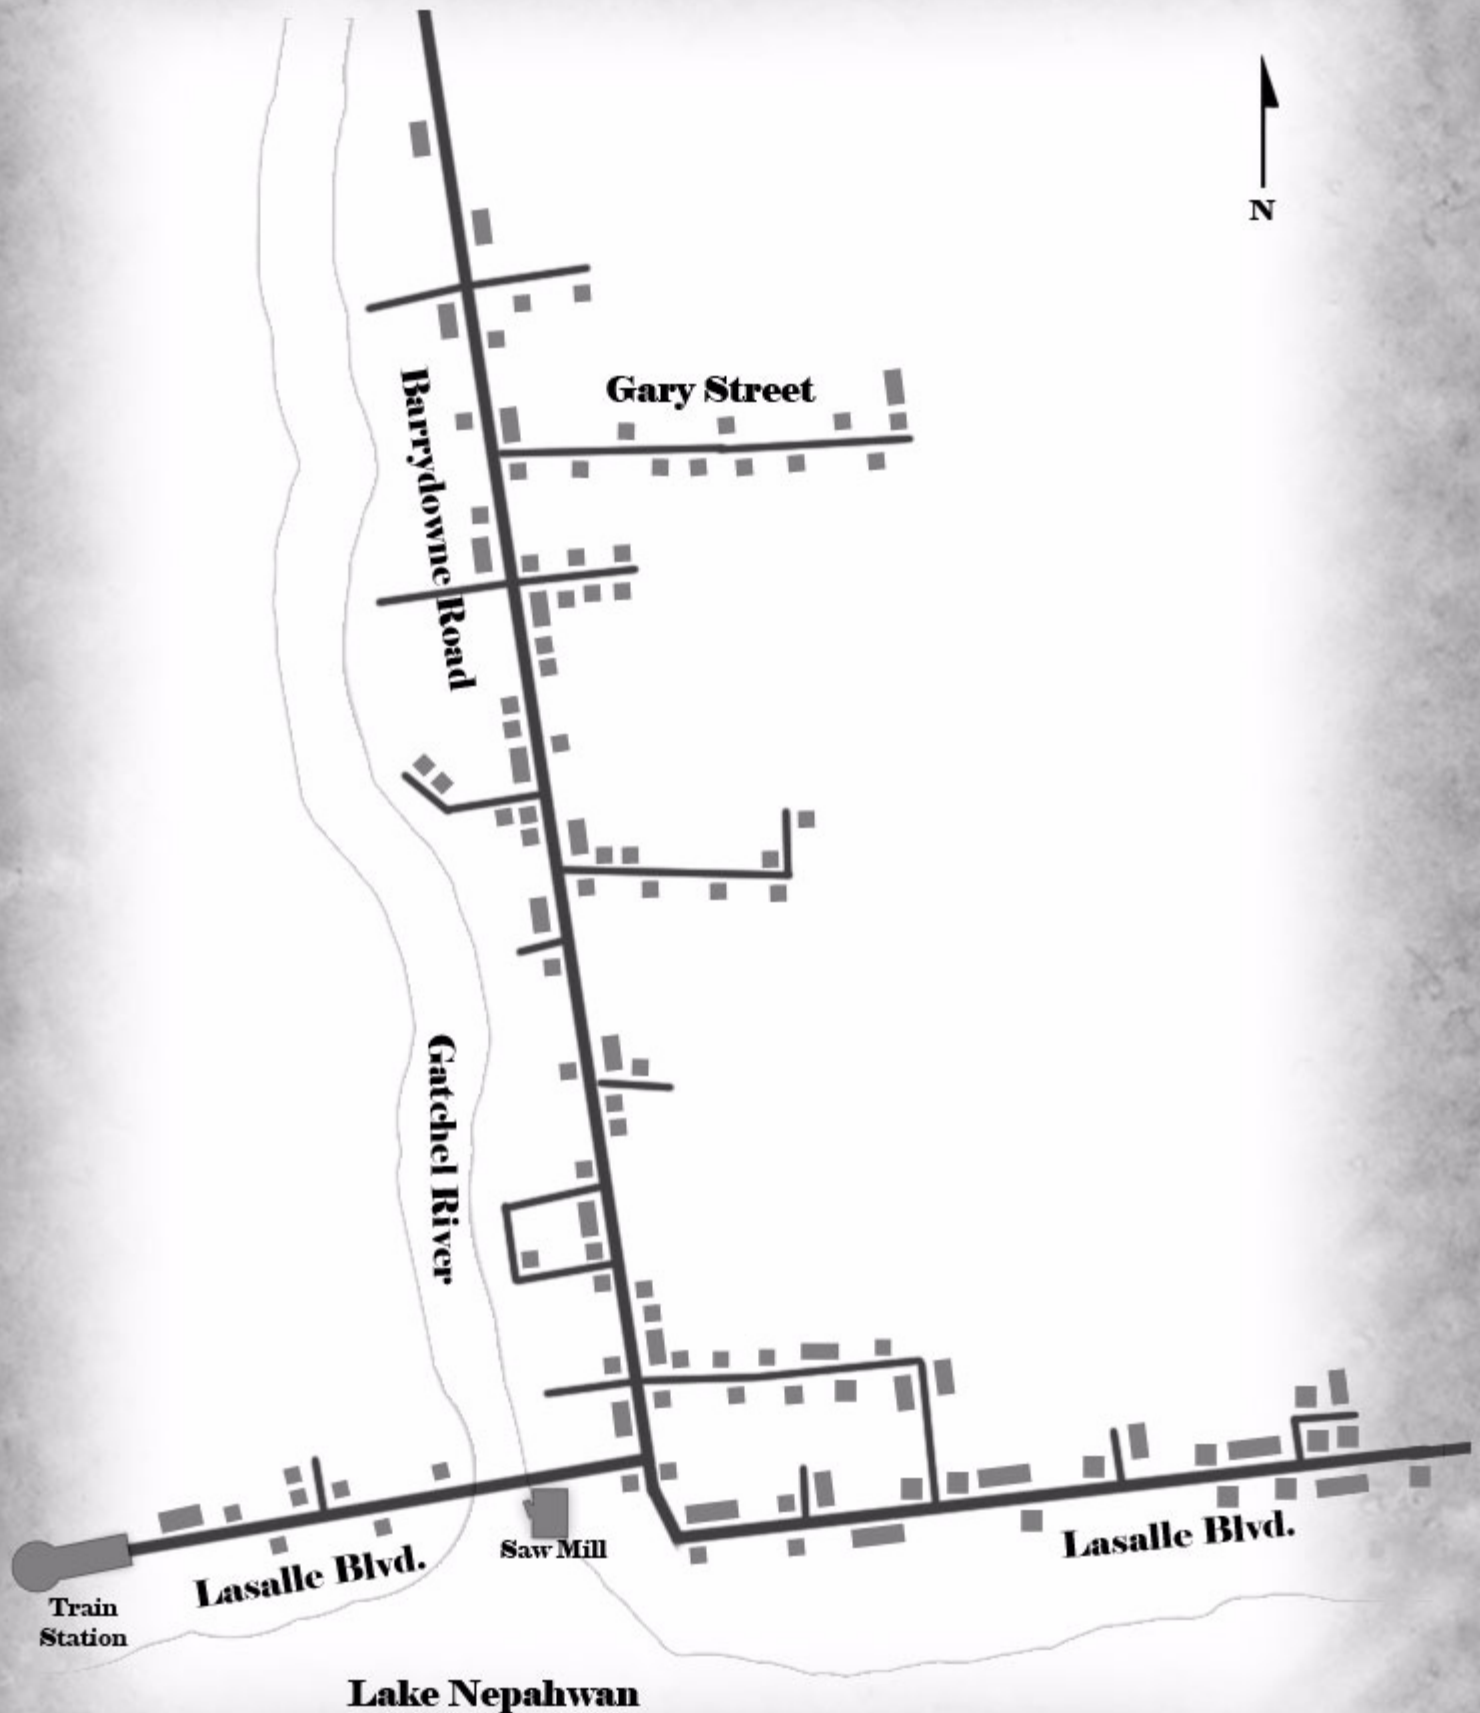 N
Gary Street
Barrydowne Road
Gatchel River
Lasalle Blvd.
Saw Mill
Lasalle Blvd.
Train
Station
Lake Nepahwan